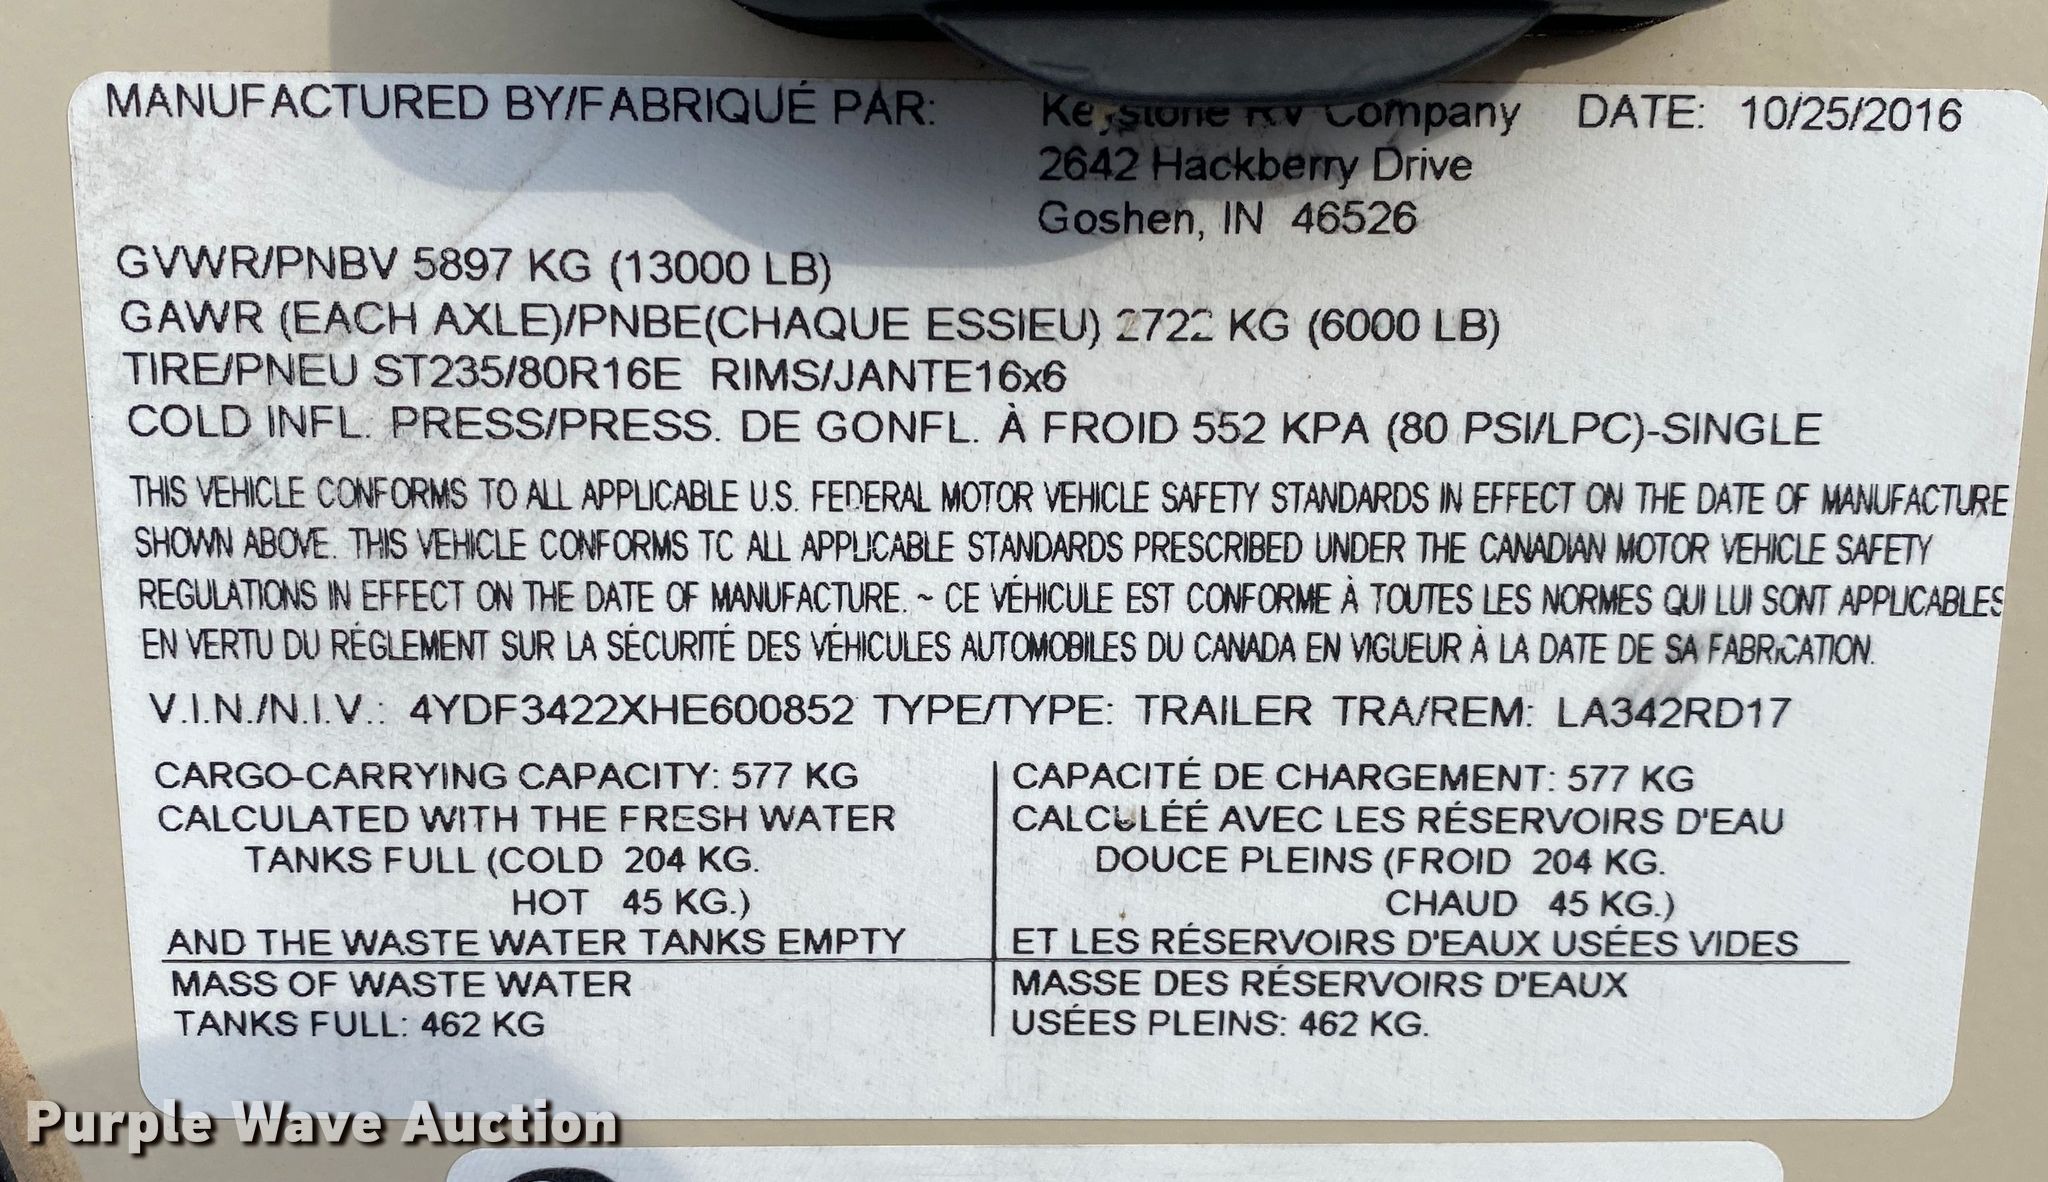 MANUFACTURED BY/FABRIQUÉ PAR: Keystone RV Company DATE: 10/25/2016
2642 Hackberry Drive
Goshen, IN 46526
GVWR/PNBV 5897 KG (13000 LB)
GAWR (EACH AXLE)/PNBE(CHAQUE ESSIEU) 2722 KG (6000 LB)
TIRE/PNEU ST235/80R16E RIMS/JANTE16x6
COLD INFL. PRESS/PRESS. DE GONFL. À FROID 552 KPA (80 PSI/LPC)-SINGLE
THIS VEHICLE CONFORMS TO ALL APPLICABLE U.S. FEDERAL MOTOR VEHICLE SAFETY STANDARDS IN EFFECT ON THE DATE OF MANUFACTURE
SHOWN ABOVE. THIS VEHICLE CONFORMS TO ALL APPLICABLE STANDARDS PRESCRIBED UNDER THE CANADIAN MOTOR VEHICLE SAFETY
REGULATIONS IN EFFECT ON THE DATE OF MANUFACTURE. ~ CE VÉHICULE EST CONFORME À TOUTES LES NORMES QUI LUI SONT APPLICABLES
EN VERTU DU RÉGLEMENT SUR LA SÉCURITÉ DES VÉHICULES AUTOMOBILES DU CANADA EN VIGUEUR À LA DATE DE SA FABRICATION.
V.I.N./N.I.V.: 4YDF3422XHE600852 TYPE/TYPE: TRAILER TRA/REM: LA342RD17
CARGO-CARRYING CAPACITY: 577 KG
CALCULATED WITH THE FRESH WATER
TANKS FULL (COLD 204 KG.
HOT 45 KG.)
AND THE WASTE WATER TANKS EMPTY
MASS OF WASTE WATER
TANKS FULL: 462 KG
CAPACITÉ DE CHARGEMENT: 577 KG
CALCULÉÉ AVEC LES RÉSERVOIRS D'EAU
DOUCE PLEINS (FROID 204 KG.
CHAUD 45 KG.)
ET LES RÉSERVOIRS D'EAUX USÉES VIDES
MASSE DES RÉSERVOIRS D'EAUX
USÉES PLEINS: 462 KG.
Purple Wave Auction